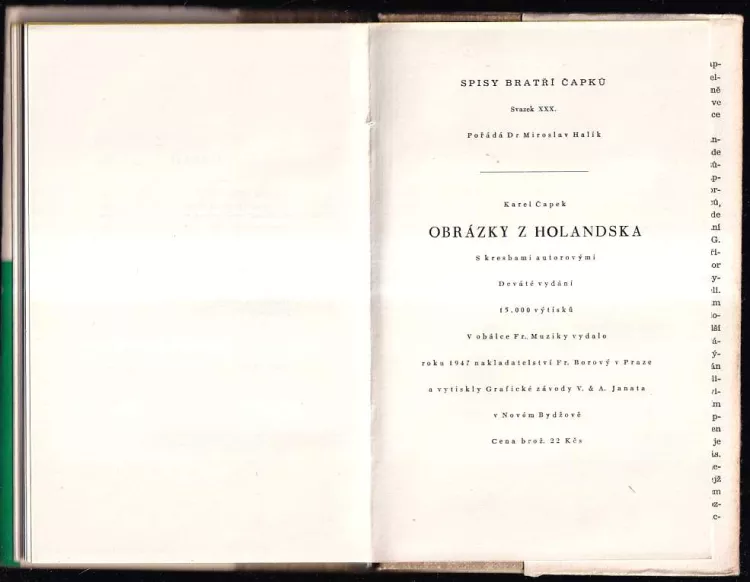 SPISY BRATŘÍ ČAPKŮ
Svazek XXX.
Pořádá Dr Miroslav Halík
Karel Čapek
OBRÁZKY Z HOLANDSKA
S kresbami autorovými
Deváté vydání
15.000 výtisků
V obálce Fr. Muziky vydalo
roku 1947 nakladatelství Fr. Borový v Praze
a vytiskly Grafické závody V. & A. Janata
v Novém Bydžově
Cena brož. 22 Kčs